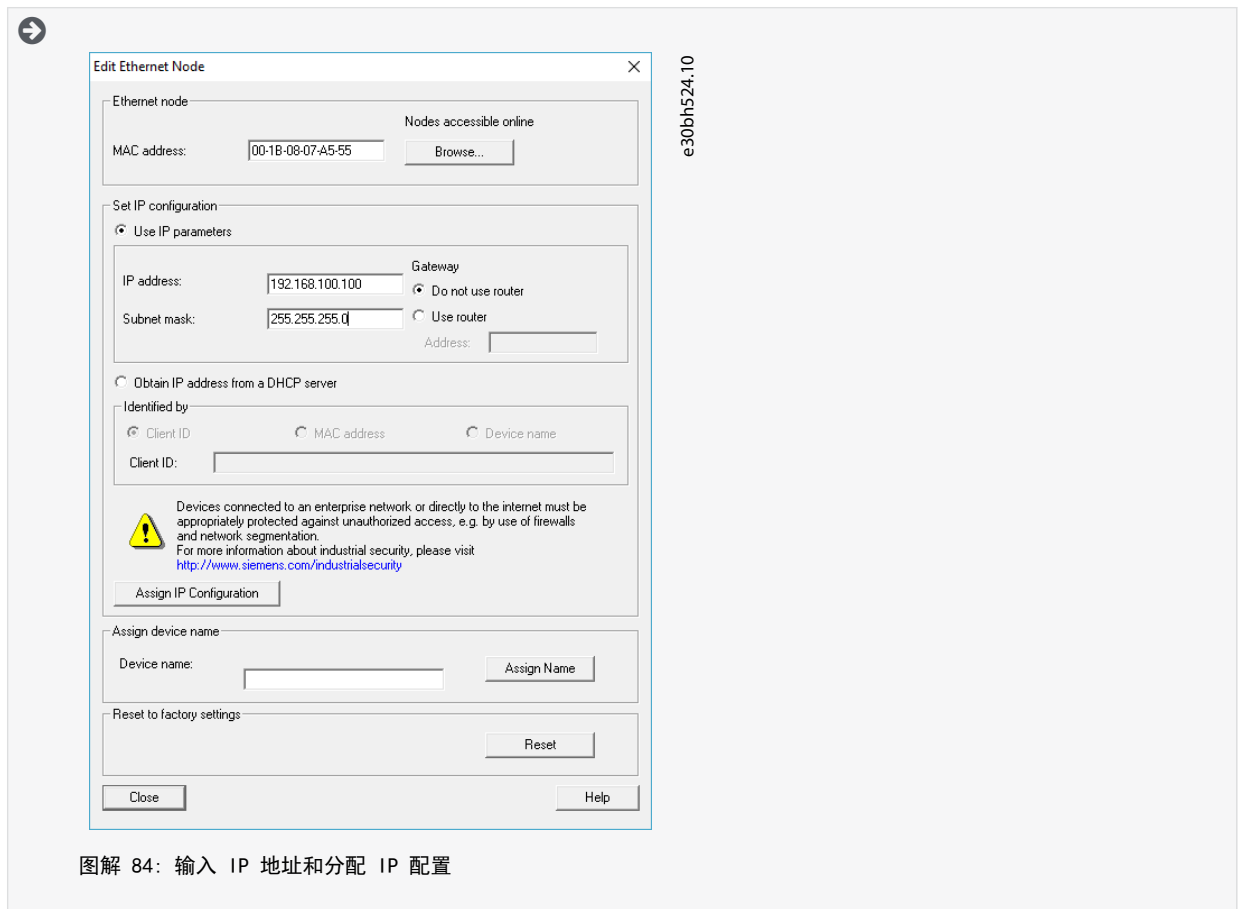 Edit Ethernet Node
Ethernet node
Nodes accessible online
MAC address:
00-1B-08-07-A5-55
Browse...
Set IP configuration
Use IP parameters
Gateway
IP address:
192.168.100.100
Do not use router
Subnet mask:
255.255.255.0
Use router
Address:
Obtain IP address from a DHCP server
Identified by
Client ID
MAC address
Device name
Client ID:
Devices connected to an enterprise network or directly to the internet must be
appropriately protected against unauthorized access, e.g. by use of firewalls
and network segmentation.
For more information about industrial security, please visit
http://www.siemens.com/industrialsecurity
Assign IP Configuration
Assign device name
Device name:
Assign Name
Reset to factory settings
Reset
Close
Help
e30bh524.10
图解 84: 输入 IP 地址和分配 IP 配置